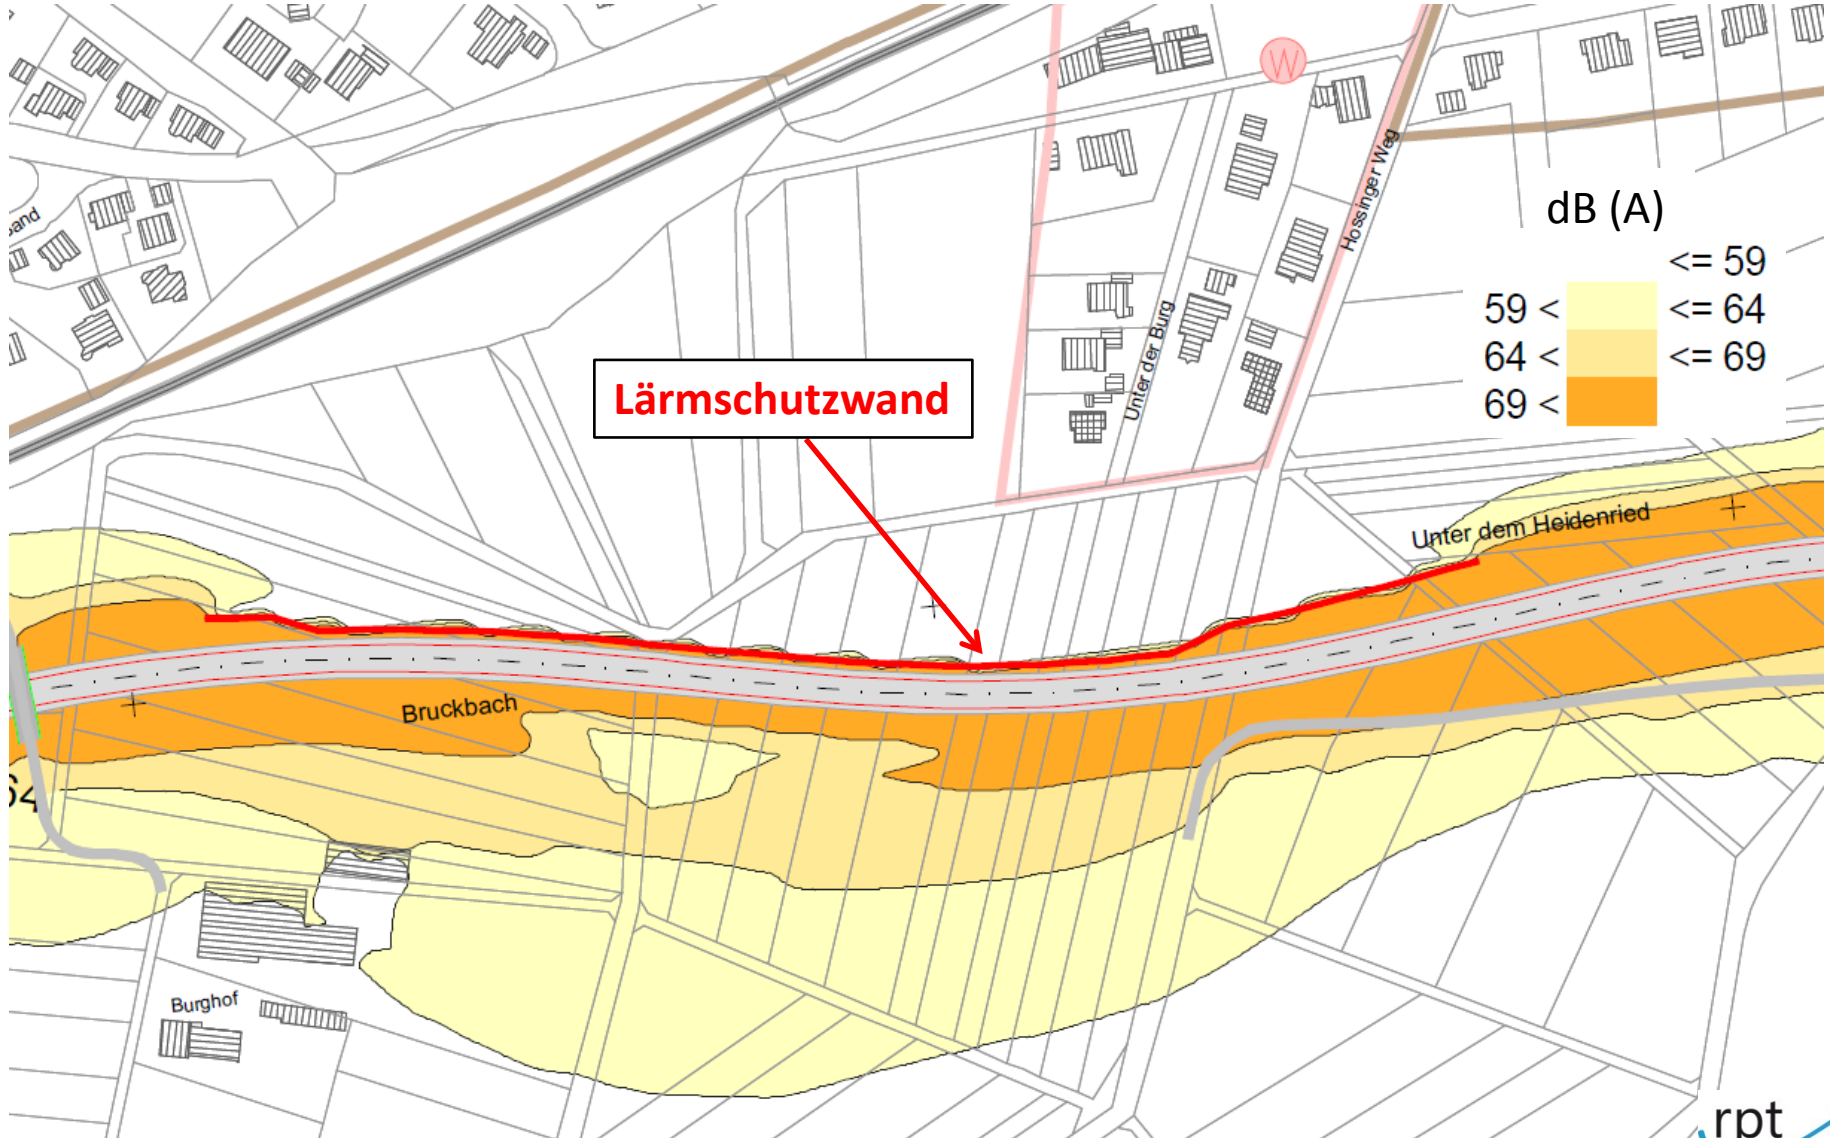 W
Hossinger Weg
dB (A)
<= 59
59 < <= 64
64 < <= 69
69 <
Unter der Burg
Lärmschutzwand
Unter dem Heidenried
Bruckbach
64
Burghof
rpt